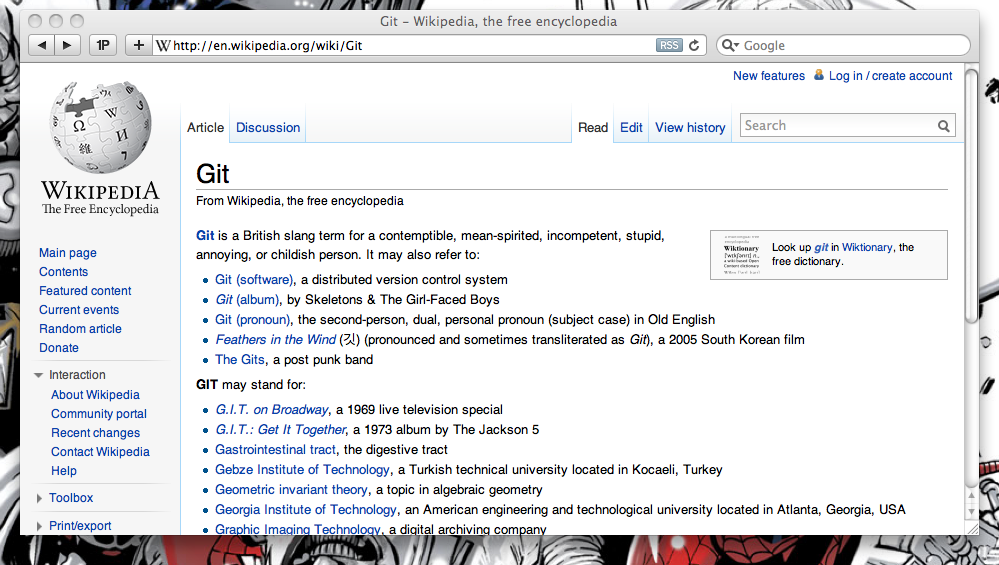 Git – Wikipedia, the free encyclopedia
1P
+
W http://en.wikipedia.org/wiki/Git
RSS
Google
New features
Log in / create account
Ω
W
И
維
7
WIKIPEDIA
The Free Encyclopedia
Article
Discussion
Read
Edit
View history
Search
Git
From Wikipedia, the free encyclopedia
Git is a British slang term for a contemptible, mean-spirited, incompetent, stupid,
annoying, or childish person. It may also refer to:
Wiktionary
Look up git in Wiktionary, the
free dictionary.
• Git (software), a distributed version control system
• Git (album), by Skeletons & The Girl-Faced Boys
• Git (pronoun), the second-person, dual, personal pronoun (subject case) in Old English
• Feathers in the Wind (깃) (pronounced and sometimes transliterated as Git), a 2005 South Korean film
• The Gits, a post punk band
GIT may stand for:
• G.I.T. on Broadway, a 1969 live television special
• G.I.T.: Get It Together, a 1973 album by The Jackson 5
• Gastrointestinal tract, the digestive tract
• Gebze Institute of Technology, a Turkish technical university located in Kocaeli, Turkey
• Geometric invariant theory, a topic in algebraic geometry
• Georgia Institute of Technology, an American engineering and technological university located in Atlanta, Georgia, USA
• Graphic Imaging Technology, a digital archiving company
Main page
Contents
Featured content
Current events
Random article
Donate
Interaction
About Wikipedia
Community portal
Recent changes
Contact Wikipedia
Help
Toolbox
Print/export